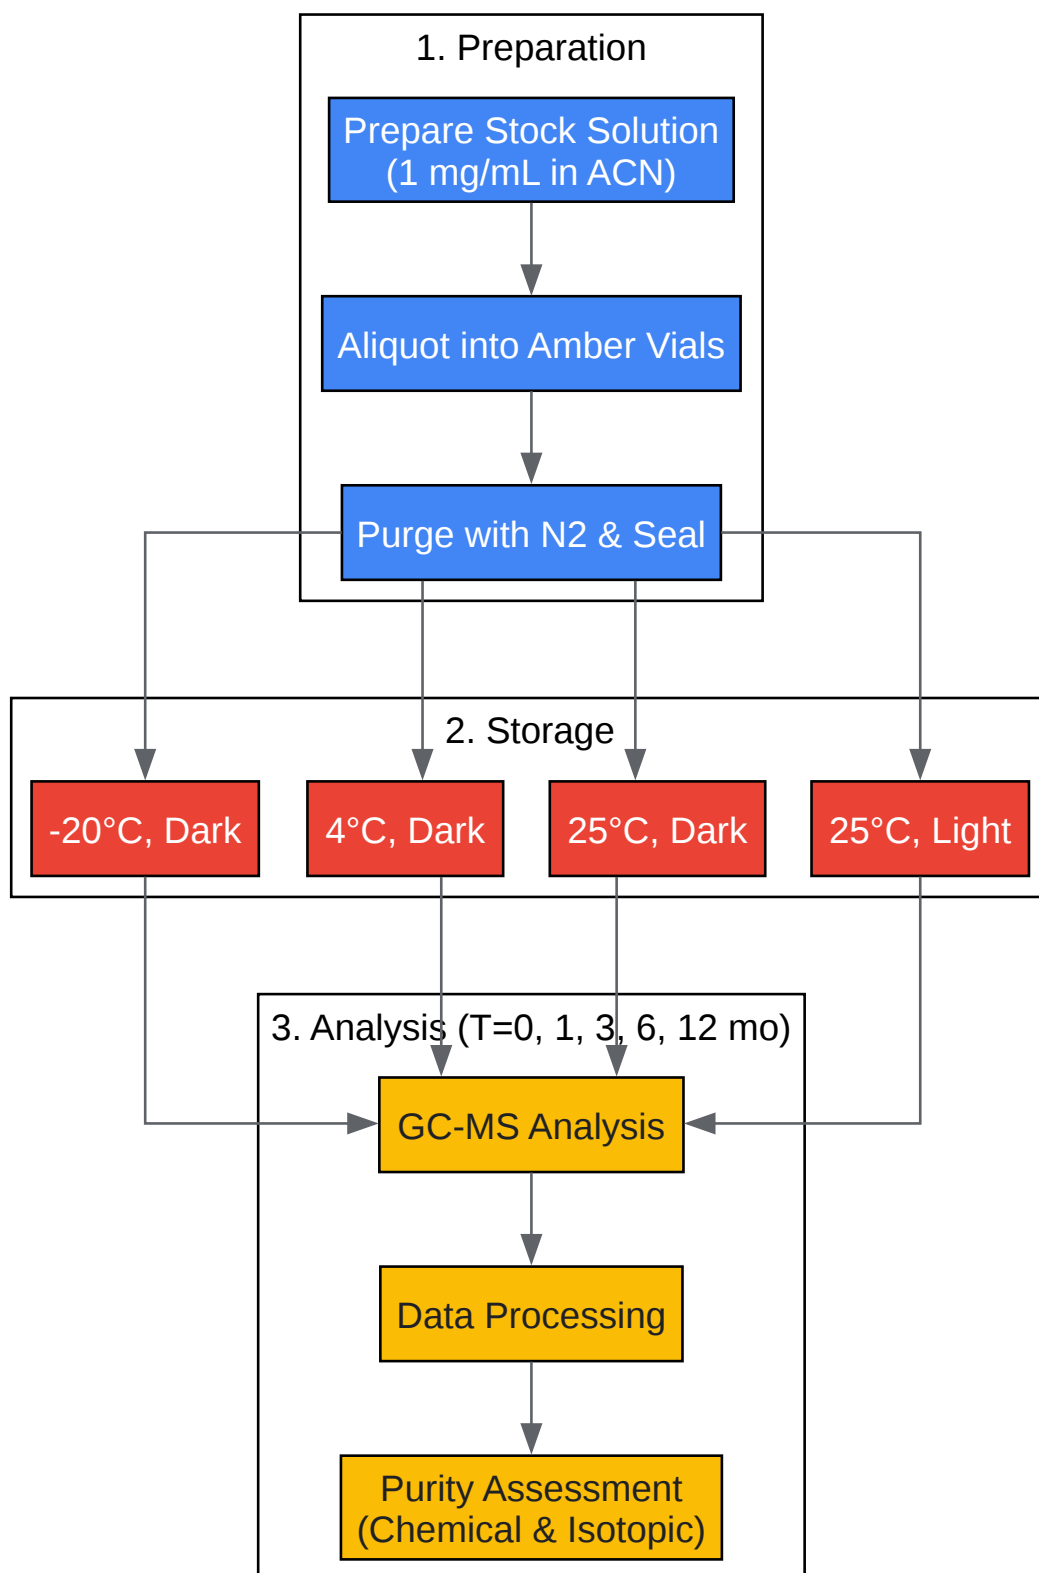 1. Preparation
Prepare Stock Solution
(1 mg/mL in ACN)
Aliquot into Amber Vials
Purge with N2 & Seal
2. Storage
-20°C, Dark
4°C, Dark
25°C, Dark
25°C, Light
3. Analysis (T=0, 1, 3, 6, 12 mo)
GC-MS Analysis
Data Processing
Purity Assessment
(Chemical & Isotopic)